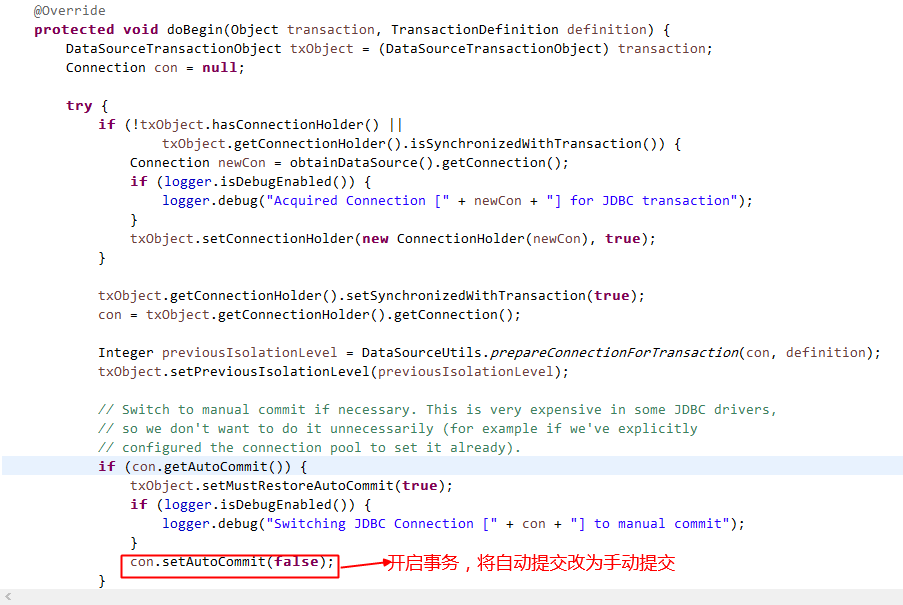 @Override
protected void doBegin(Object transaction, TransactionDefinition definition) {
    DataSourceTransactionObject txObject = (DataSourceTransactionObject) transaction;
    Connection con = null;

    try {
        if (!txObject.hasConnectionHolder() ||
                txObject.getConnectionHolder().isSynchronizedWithTransaction()) {
            Connection newCon = obtainDataSource().getConnection();
            if (logger.isDebugEnabled()) {
                logger.debug("Acquired Connection [" + newCon + "] for JDBC transaction");
            }
            txObject.setConnectionHolder(new ConnectionHolder(newCon), true);
        }

        txObject.getConnectionHolder().setSynchronizedWithTransaction(true);
        con = txObject.getConnectionHolder().getConnection();

        Integer previousIsolationLevel = DataSourceUtils.prepareConnectionForTransaction(con, definition);
        txObject.setPreviousIsolationLevel(previousIsolationLevel);

        // Switch to manual commit if necessary. This is very expensive in some JDBC drivers,
        // so we don't want to do it unnecessarily (for example if we've explicitly
        // configured the connection pool to set it already).
        if (con.getAutoCommit()) {
            txObject.setMustRestoreAutoCommit(true);
            if (logger.isDebugEnabled()) {
                logger.debug("Switching JDBC Connection [" + con + "] to manual commit");
            }
            con.setAutoCommit(false); 开启事务，将自动提交改为手动提交
        }